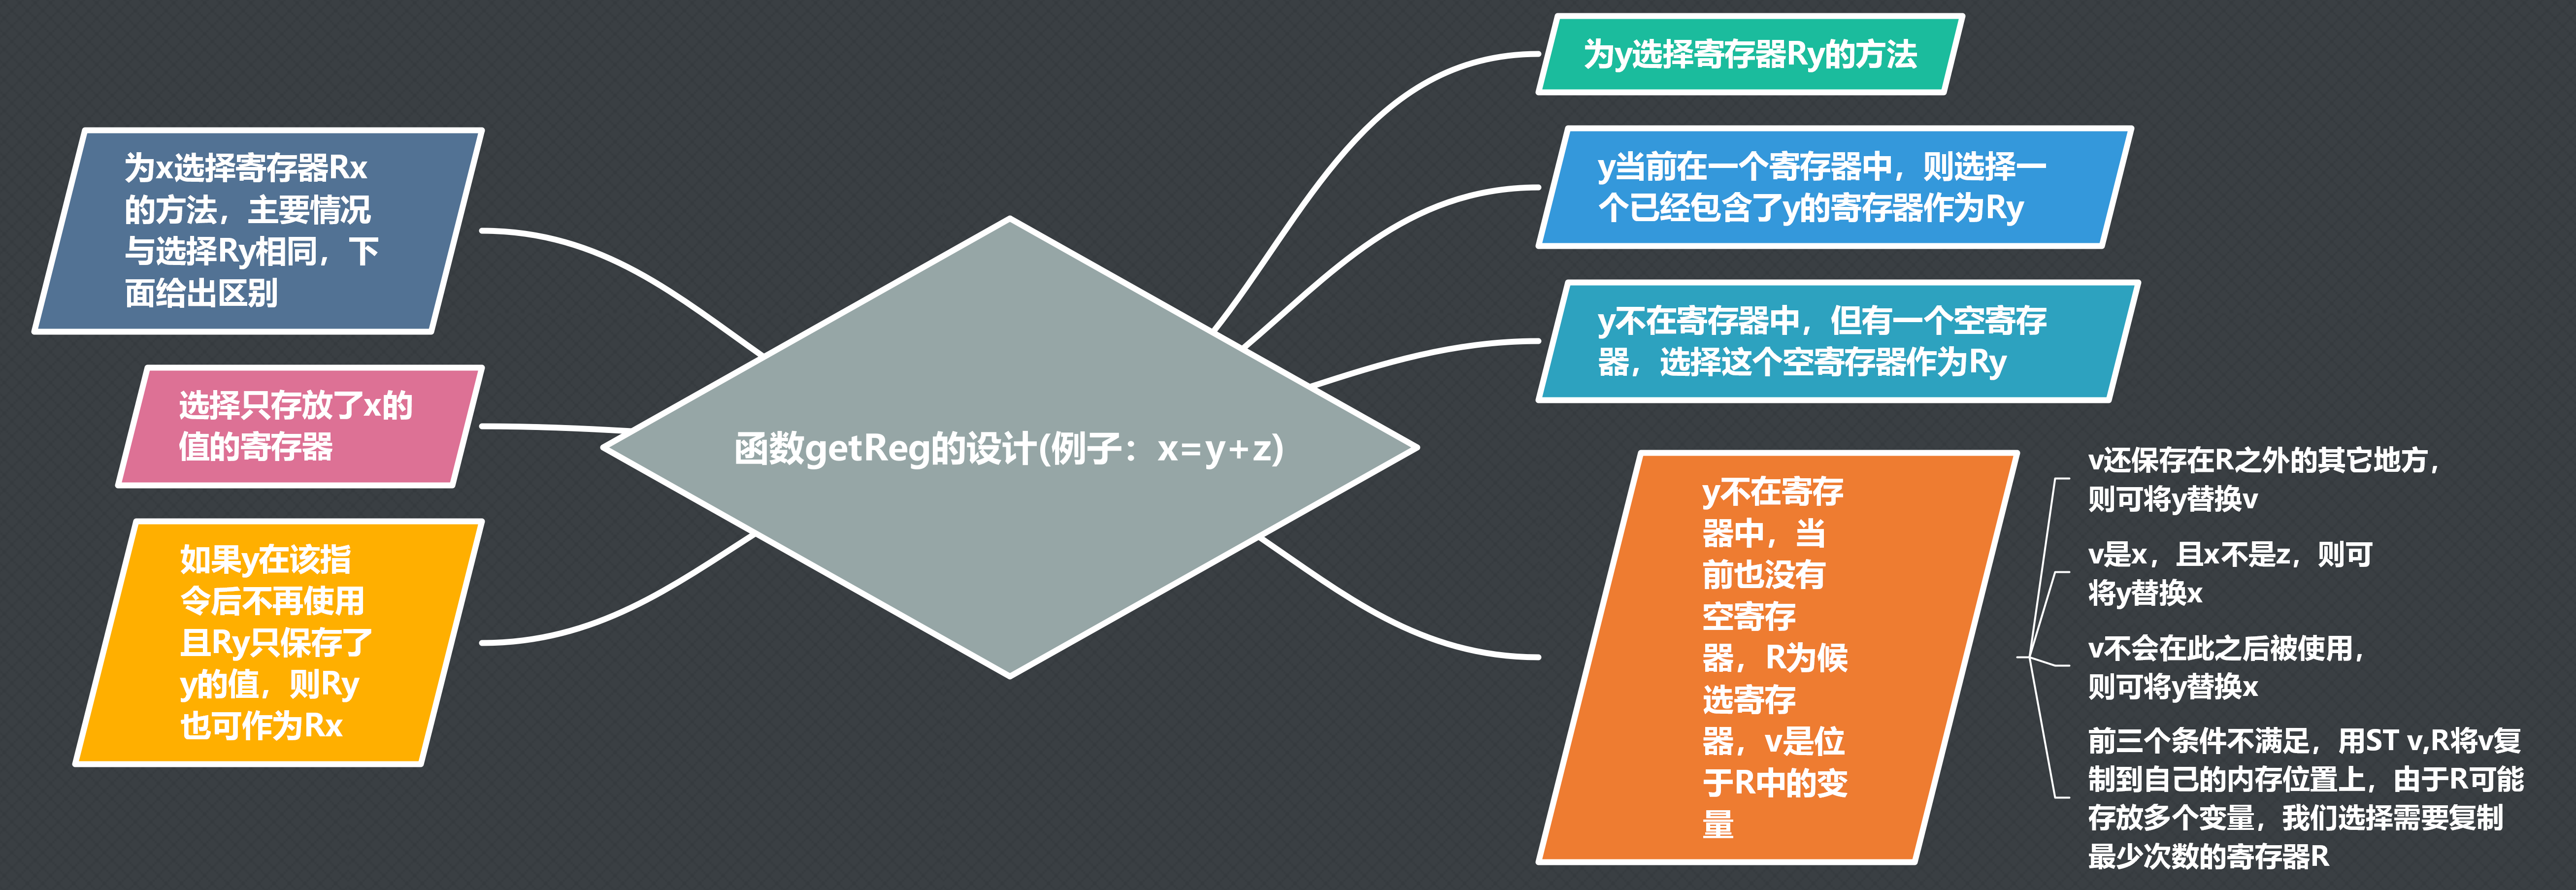 函数getReg的设计(例子：x=y+z)
为y选择寄存器Ry的方法
y当前在一个寄存器中，则选择一
个已经包含了y的寄存器作为Ry
y不在寄存器中，但有一个空寄存
器，选择这个空寄存器作为Ry
y不在寄存
器中，当
前也没有
空寄存
器，R为候
选寄存
器，v是位
于R中的变
量
v还保存在R之外的其它地方，
则可将y替换v
v是x，且x不是z，则可
将y替换x
v不会在此之后被使用，
则可将y替换x
前三个条件不满足，用ST v,R将v复
制到自己的内存位置上，由于R可能
存放多个变量，我们选择需要复制
最少次数的寄存器R
为x选择寄存器Rx
的方法，主要情况
与选择Ry相同，下
面给出区别
选择只存放了x的
值的寄存器
如果y在该指
令后不再使用
且Ry只保存了
y的值，则Ry
也可作为Rx